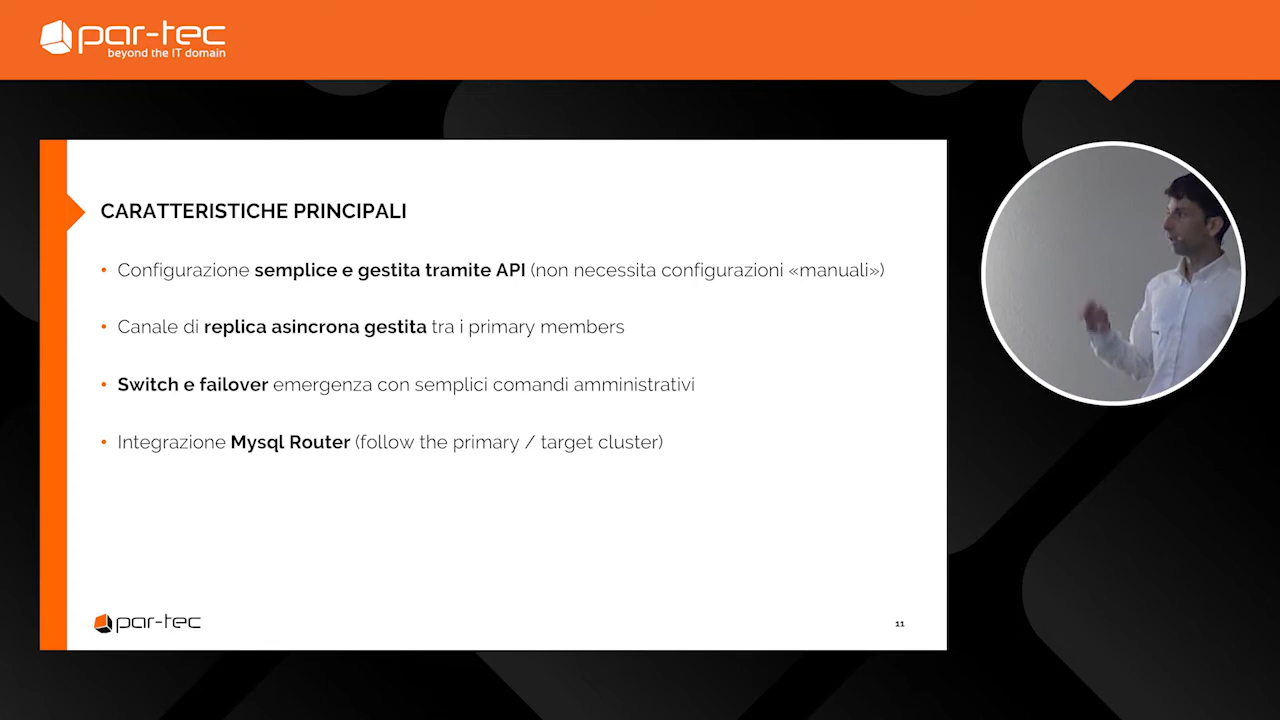 par-tec
beyond the IT domain
CARATTERISTICHE PRINCIPALI
• Configurazione semplice e gestita tramite API (non necessita configurazioni «manuali»)
• Canale di replica asincrona gestita tra i primary members
• Switch e failover emergenza con semplici comandi amministrativi
• Integrazione Mysql Router (follow the primary / target cluster)
par-tec
11